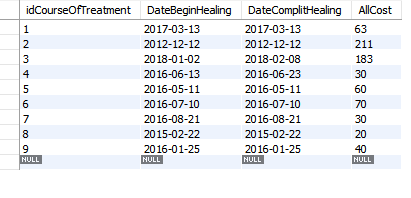 idCourseOfTreatment DateBeginHealing DateComplitHealing AllCost
1 2017-03-13 2017-03-13 63
2 2012-12-12 2012-12-12 211
3 2018-01-02 2018-02-08 183
4 2016-06-13 2016-06-23 30
5 2016-05-11 2016-05-11 60
6 2016-07-10 2016-07-10 70
7 2016-08-21 2016-08-21 30
8 2015-02-22 2015-02-22 20
9 2016-01-25 2016-01-25 40
NULL NULL NULL NULL